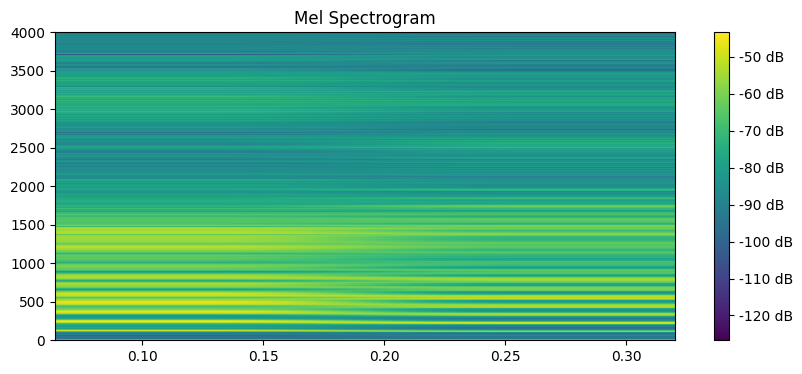 Mel Spectrogram
4000
3500
3000
2500
2000
1500
1000
500
0
0.10 0.15 0.20 0.25 0.30
-50 dB
-60 dB
-70 dB
-80 dB
-90 dB
-100 dB
-110 dB
-120 dB